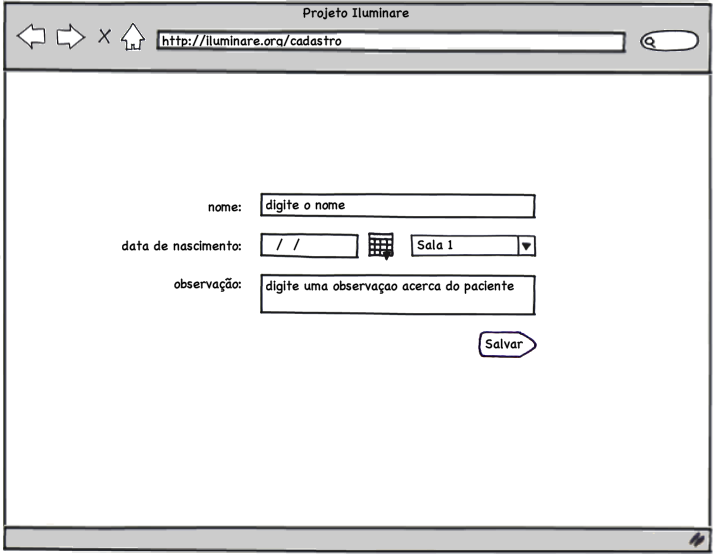 Projeto Iluminare
http://iluminare.org/cadastro
nome: digite o nome
data de nascimento: / / Sala 1
observação: digite uma observaçao acerca do paciente
Salvar